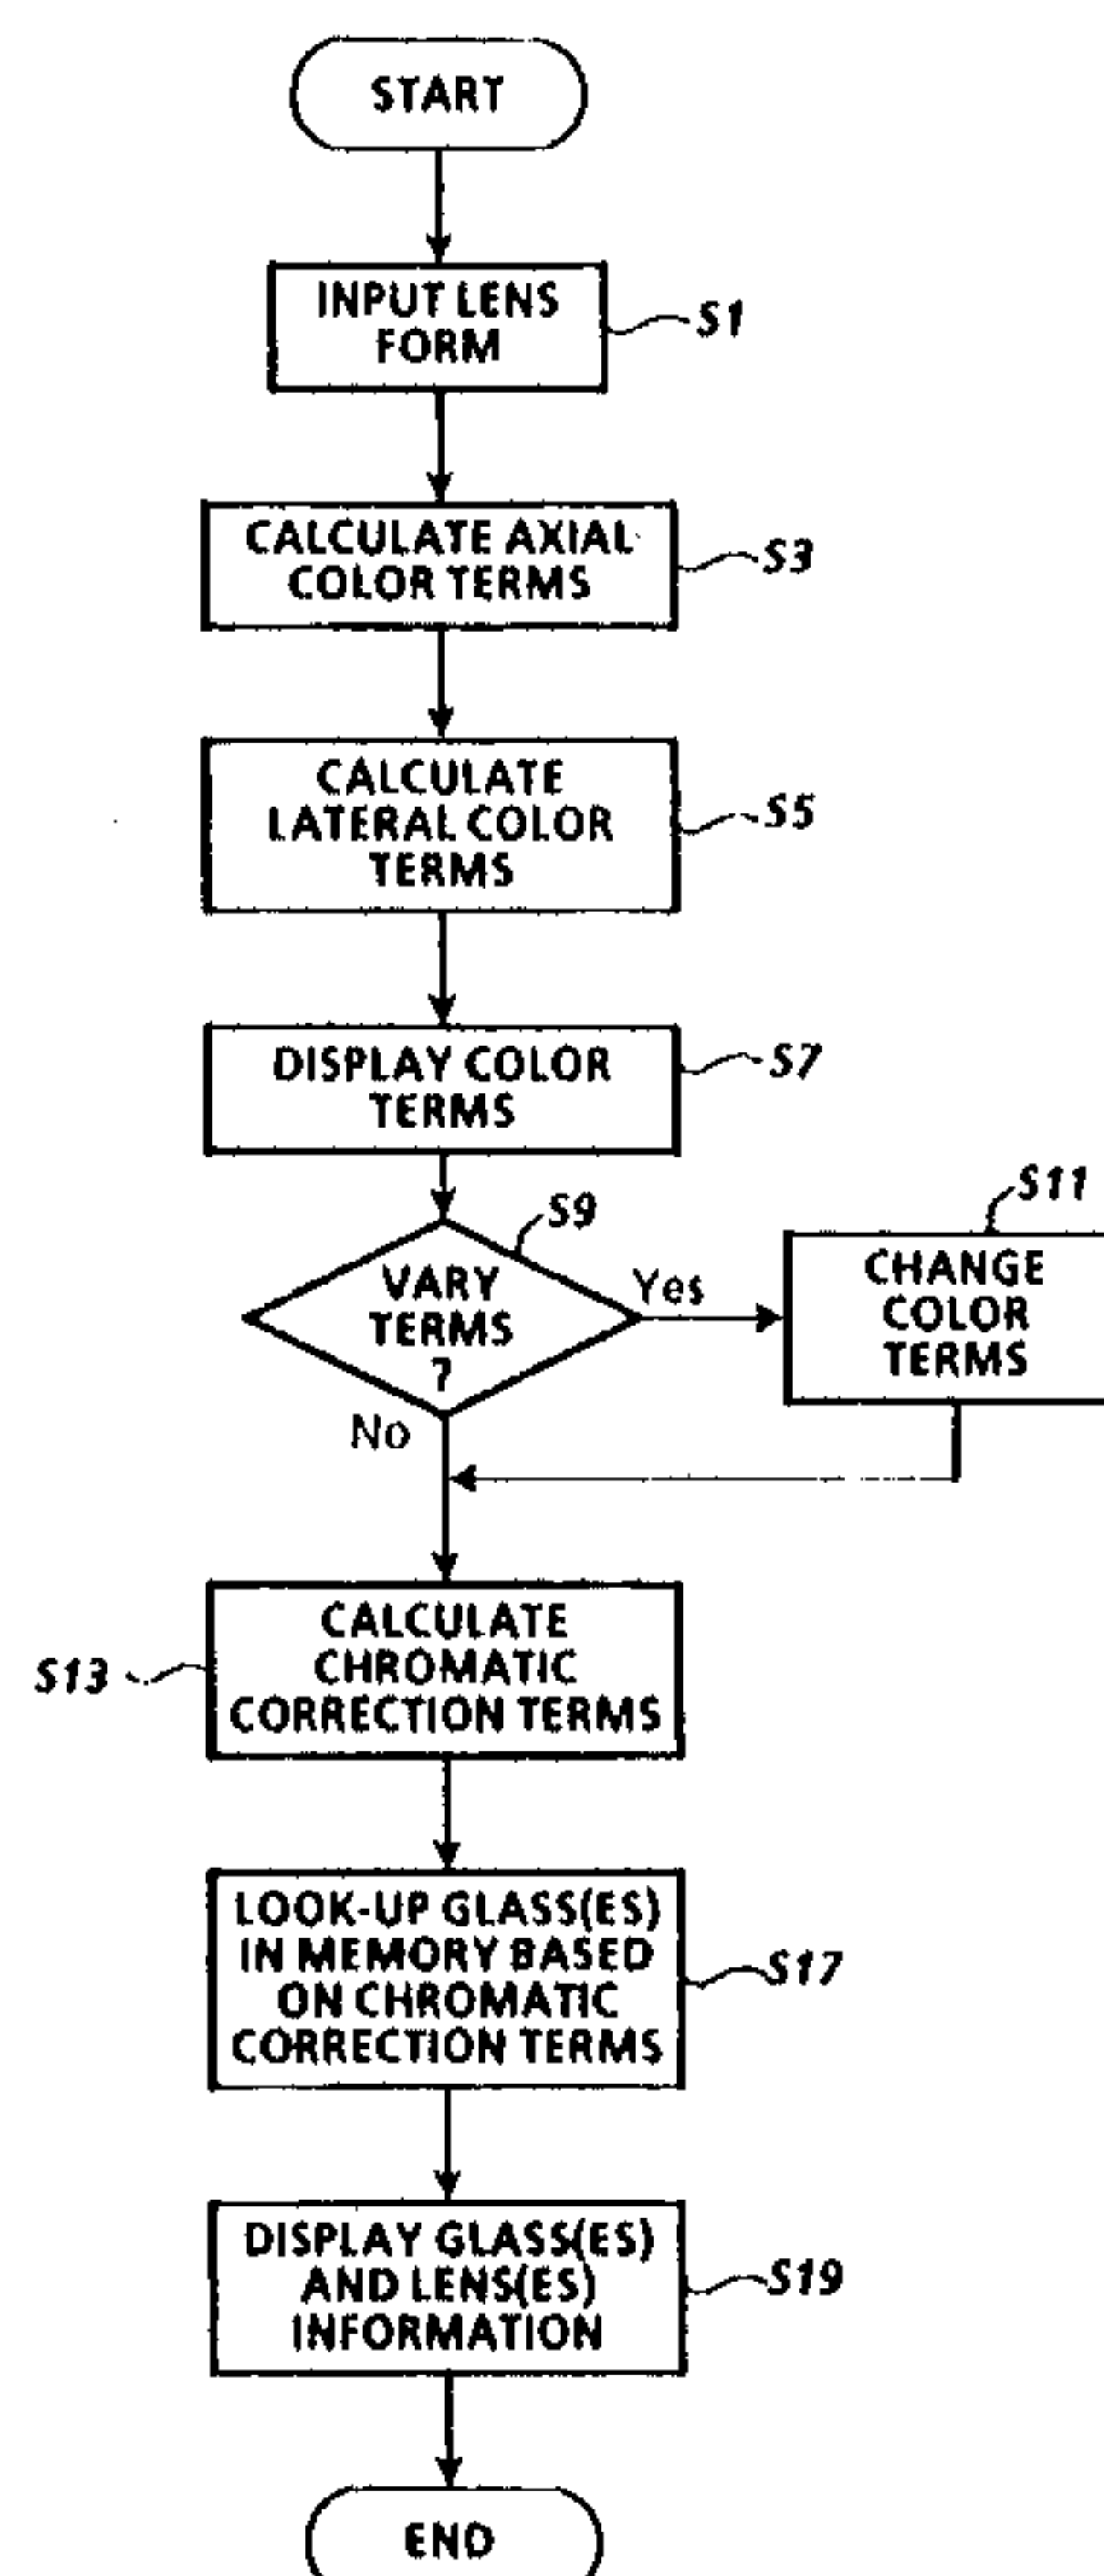 START
INPUT LENS
FORM
S1
CALCULATE AXIAL
COLOR TERMS
S3
CALCULATE
LATERAL COLOR
TERMS
S5
DISPLAY COLOR
TERMS
S7
S9
VARY
TERMS
?
Yes
No
S11
CHANGE
COLOR
TERMS
S13
CALCULATE
CHROMATIC
CORRECTION TERMS
LOOK-UP GLASS(ES)
IN MEMORY BASED
ON CHROMATIC
CORRECTION TERMS
S17
DISPLAY GLASS(ES)
AND LENS(ES)
INFORMATION
S19
END